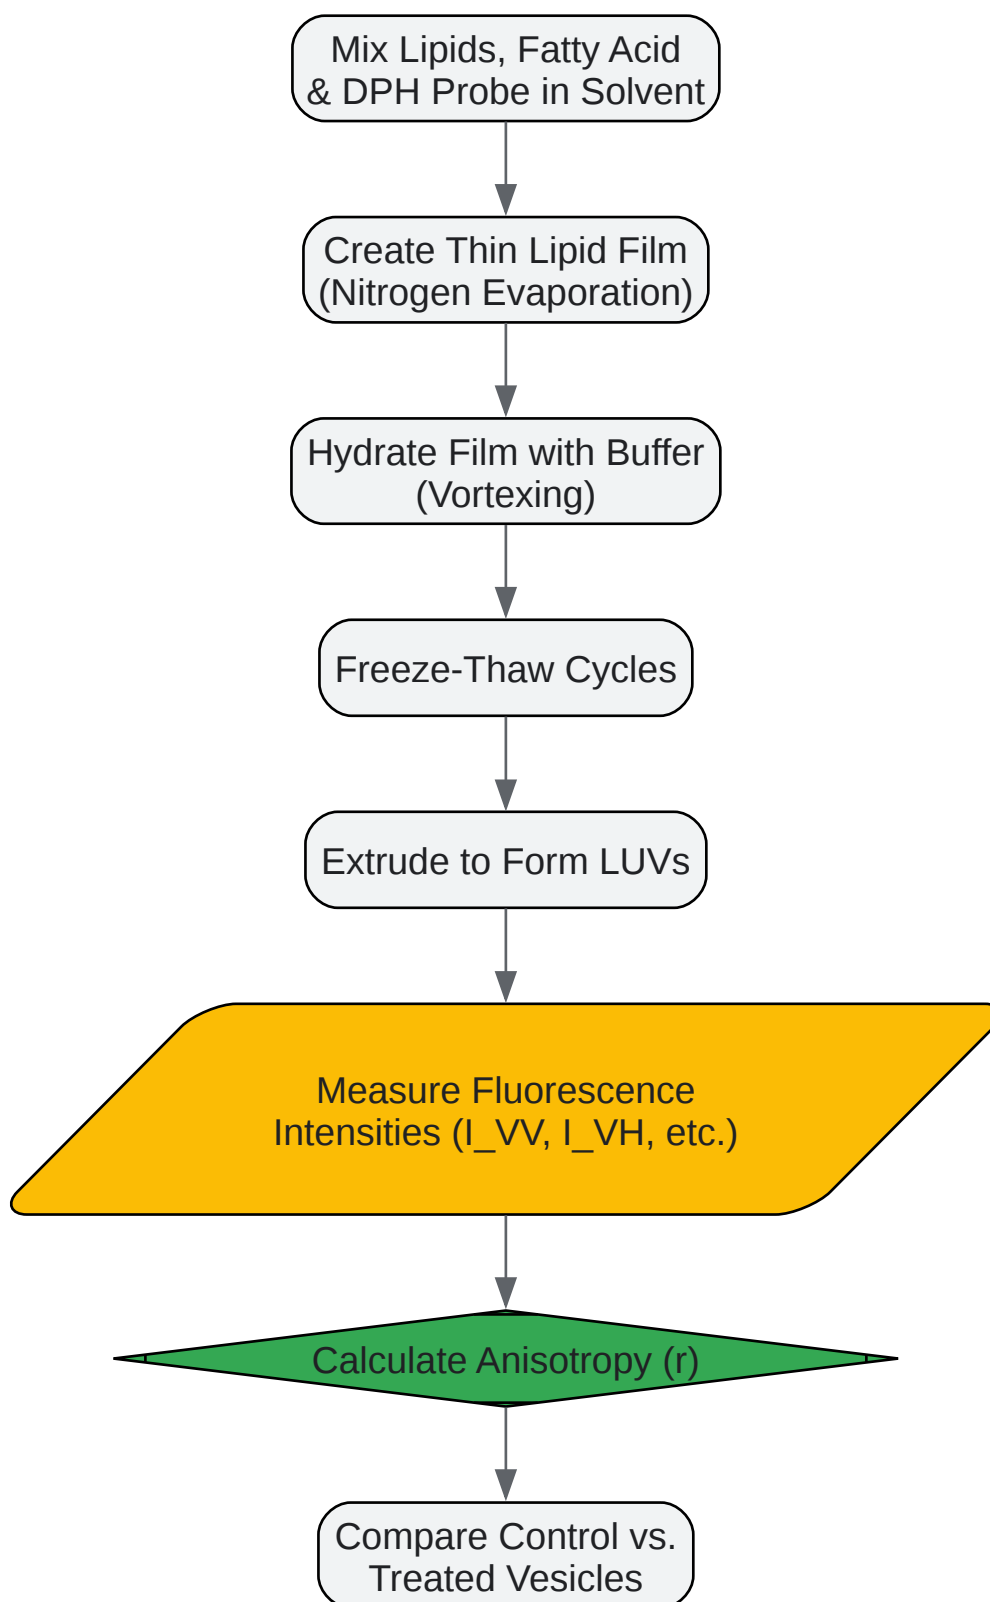 Mix Lipids, Fatty Acid
& DPH Probe in Solvent
Create Thin Lipid Film
(Nitrogen Evaporation)
Hydrate Film with Buffer
(Vortexing)
Freeze-Thaw Cycles
Extrude to Form LUVs
Measure Fluorescence
Intensities (I_VV, I_VH, etc.)
Calculate Anisotropy (r)
Compare Control vs.
Treated Vesicles